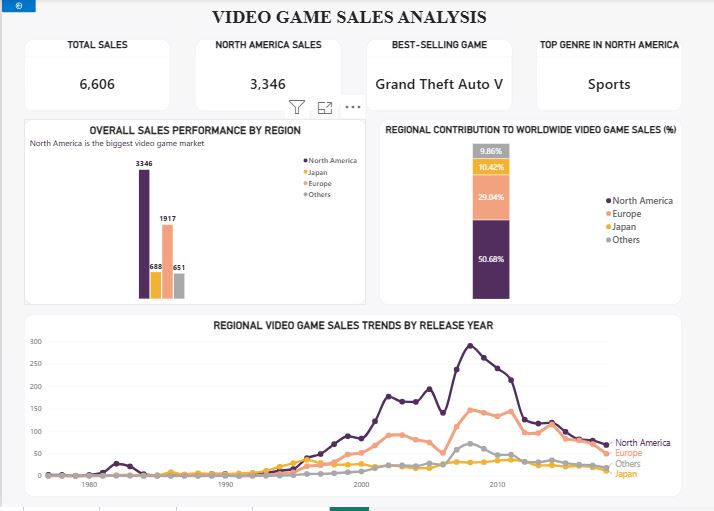 VIDEO GAME SALES ANALYSIS
TOTAL SALES
6,606
NORTH AMERICA SALES
3,346
BEST-SELLING GAME
Grand Theft Auto V
TOP GENRE IN NORTH AMERICA
Sports
OVERALL SALES PERFORMANCE BY REGION
North America is the biggest video game market
3346
688
1917
651
North America
Japan
Europe
Others
REGIONAL CONTRIBUTION TO WORLDWIDE VIDEO GAME SALES (%)
9.86%
10.42%
29.04%
50.68%
North America
Europe
Japan
Others
REGIONAL VIDEO GAME SALES TRENDS BY RELEASE YEAR
300
250
200
150
100
50
0
1980
1990
2000
2010
North America
Europe
Others
Japan